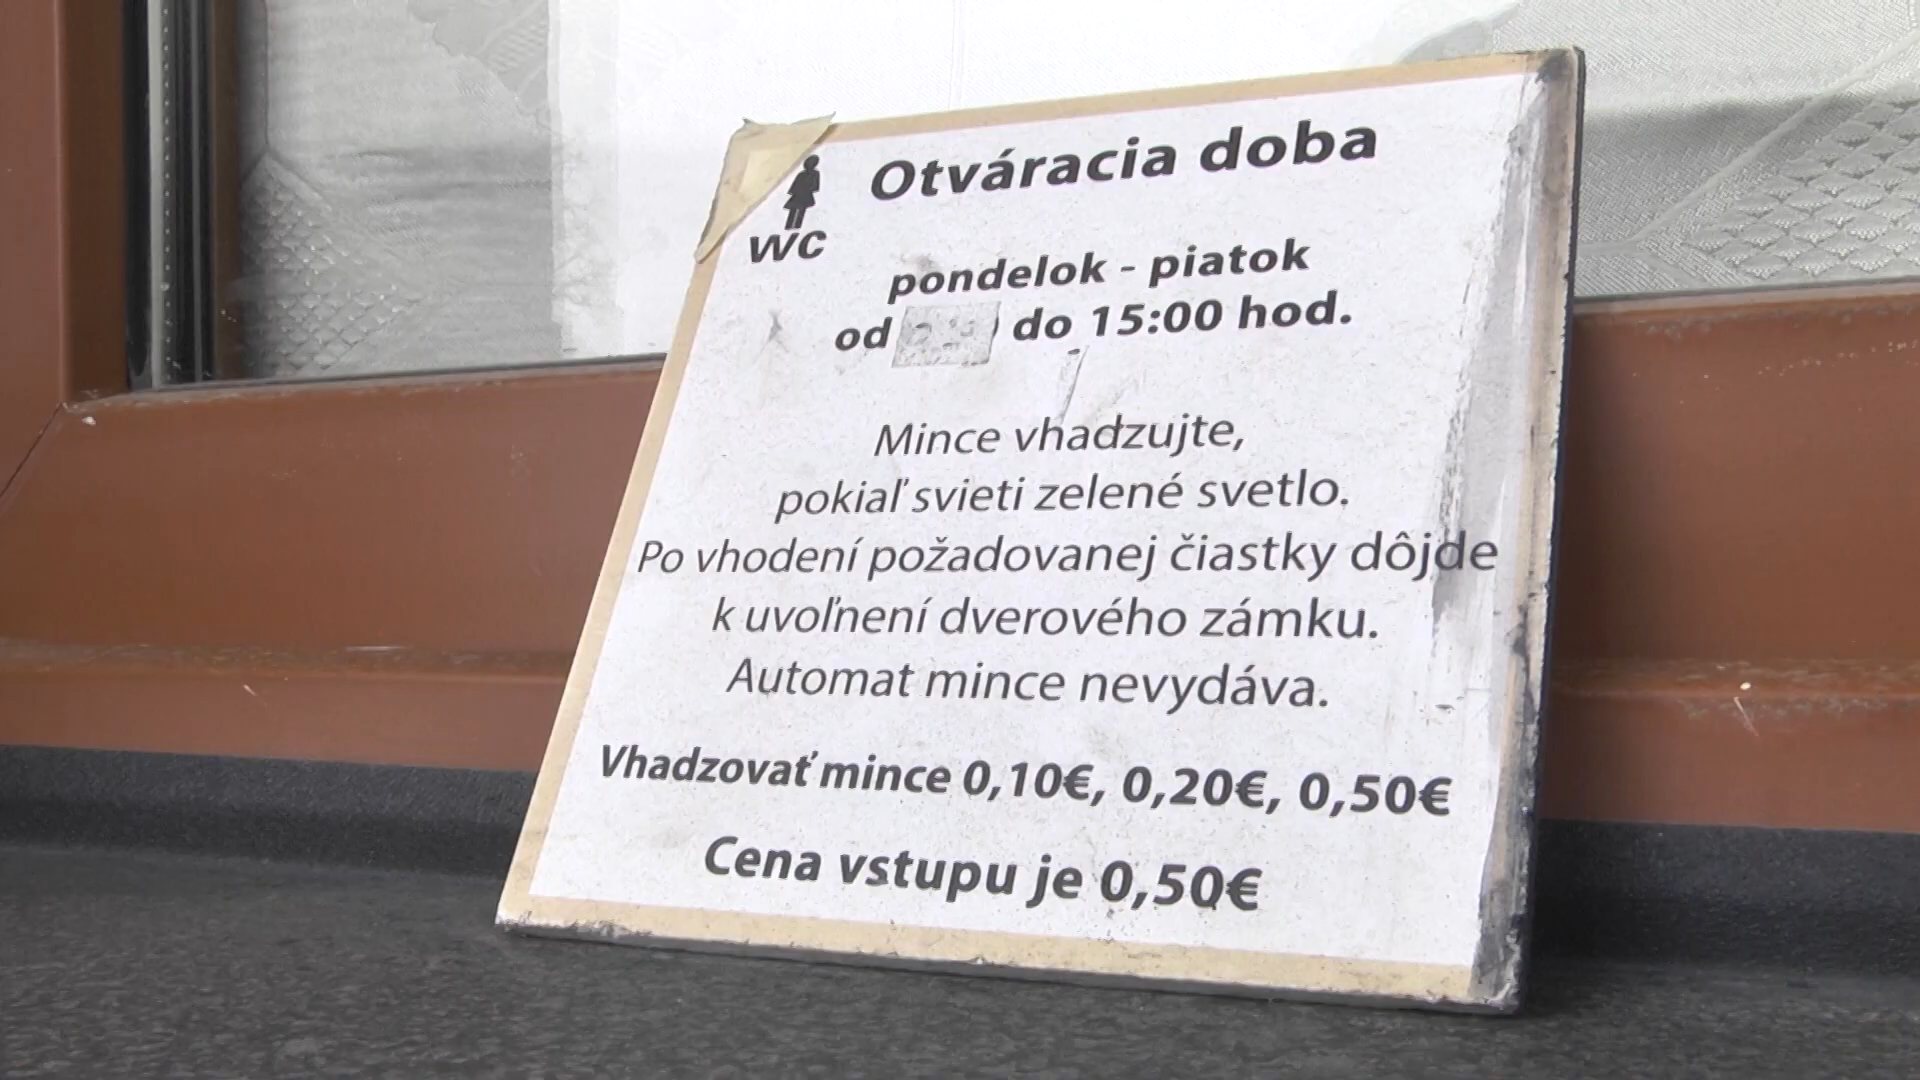 Otváracia doba
WC
pondelok - piatok
od do 15:00 hod.
Mince vhadzujte,
pokiaľ svieti zelené svetlo.
Po vhodení požadovanej čiastky dôjde
k uvoľnení dverového zámku.
Automat mince nevydáva.
Vhadzovať mince 0,10€, 0,20€, 0,50€
Cena vstupu je 0,50€